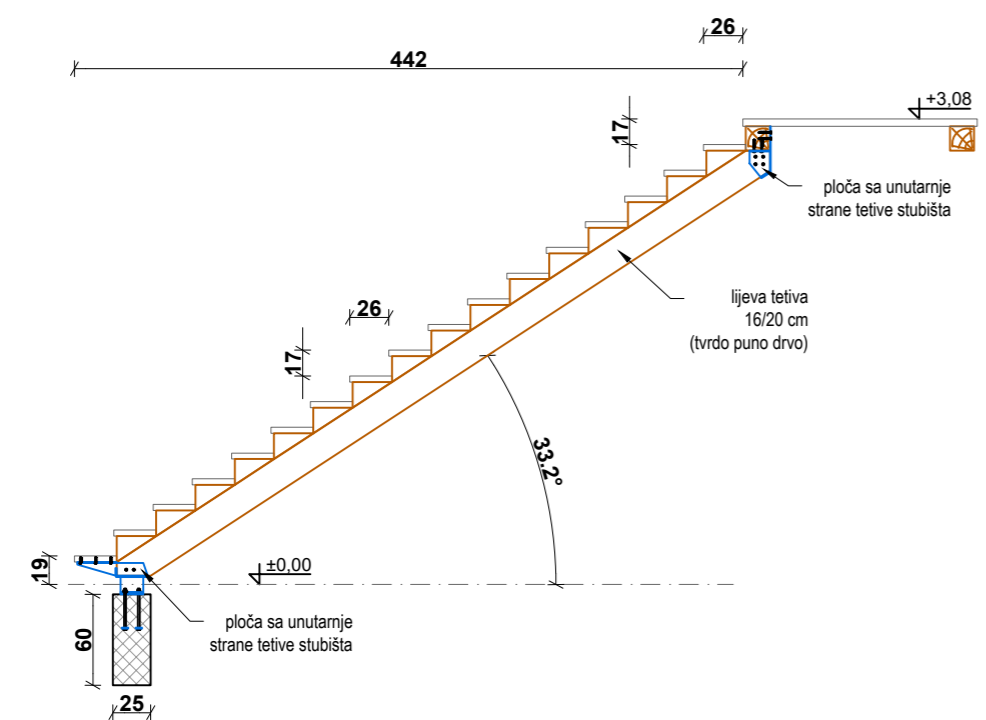 26
442
+3,08
17
ploča sa unutarnje
strane tetive stubišta
lijeva tetiva
16/20 cm
(tvrdo puno drvo)
26
17
33.2°
19
±0,00
ploča sa unutarnje
strane tetive stubišta
60
25